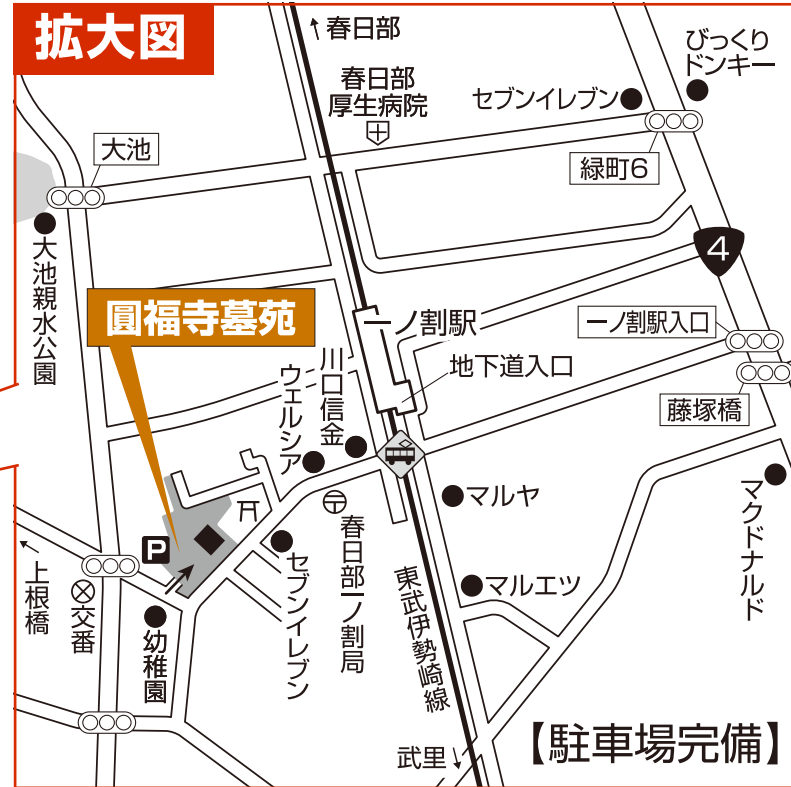 拡大図
春日部
びっくり
ドンキー
春日部
厚生病院
セブンイレブン
大池
緑町6
4
大池親水公園
圓福寺墓苑
一ノ割駅
一ノ割駅入口
地下道入口
川口信金
ウェルシア
藤塚橋
マルヤ
マクドナルド
P
春日部一ノ割局
セブンイレブン
上根橋
交番
幼稚園
マルエツ
東武伊勢崎線
武里
【駐車場完備】